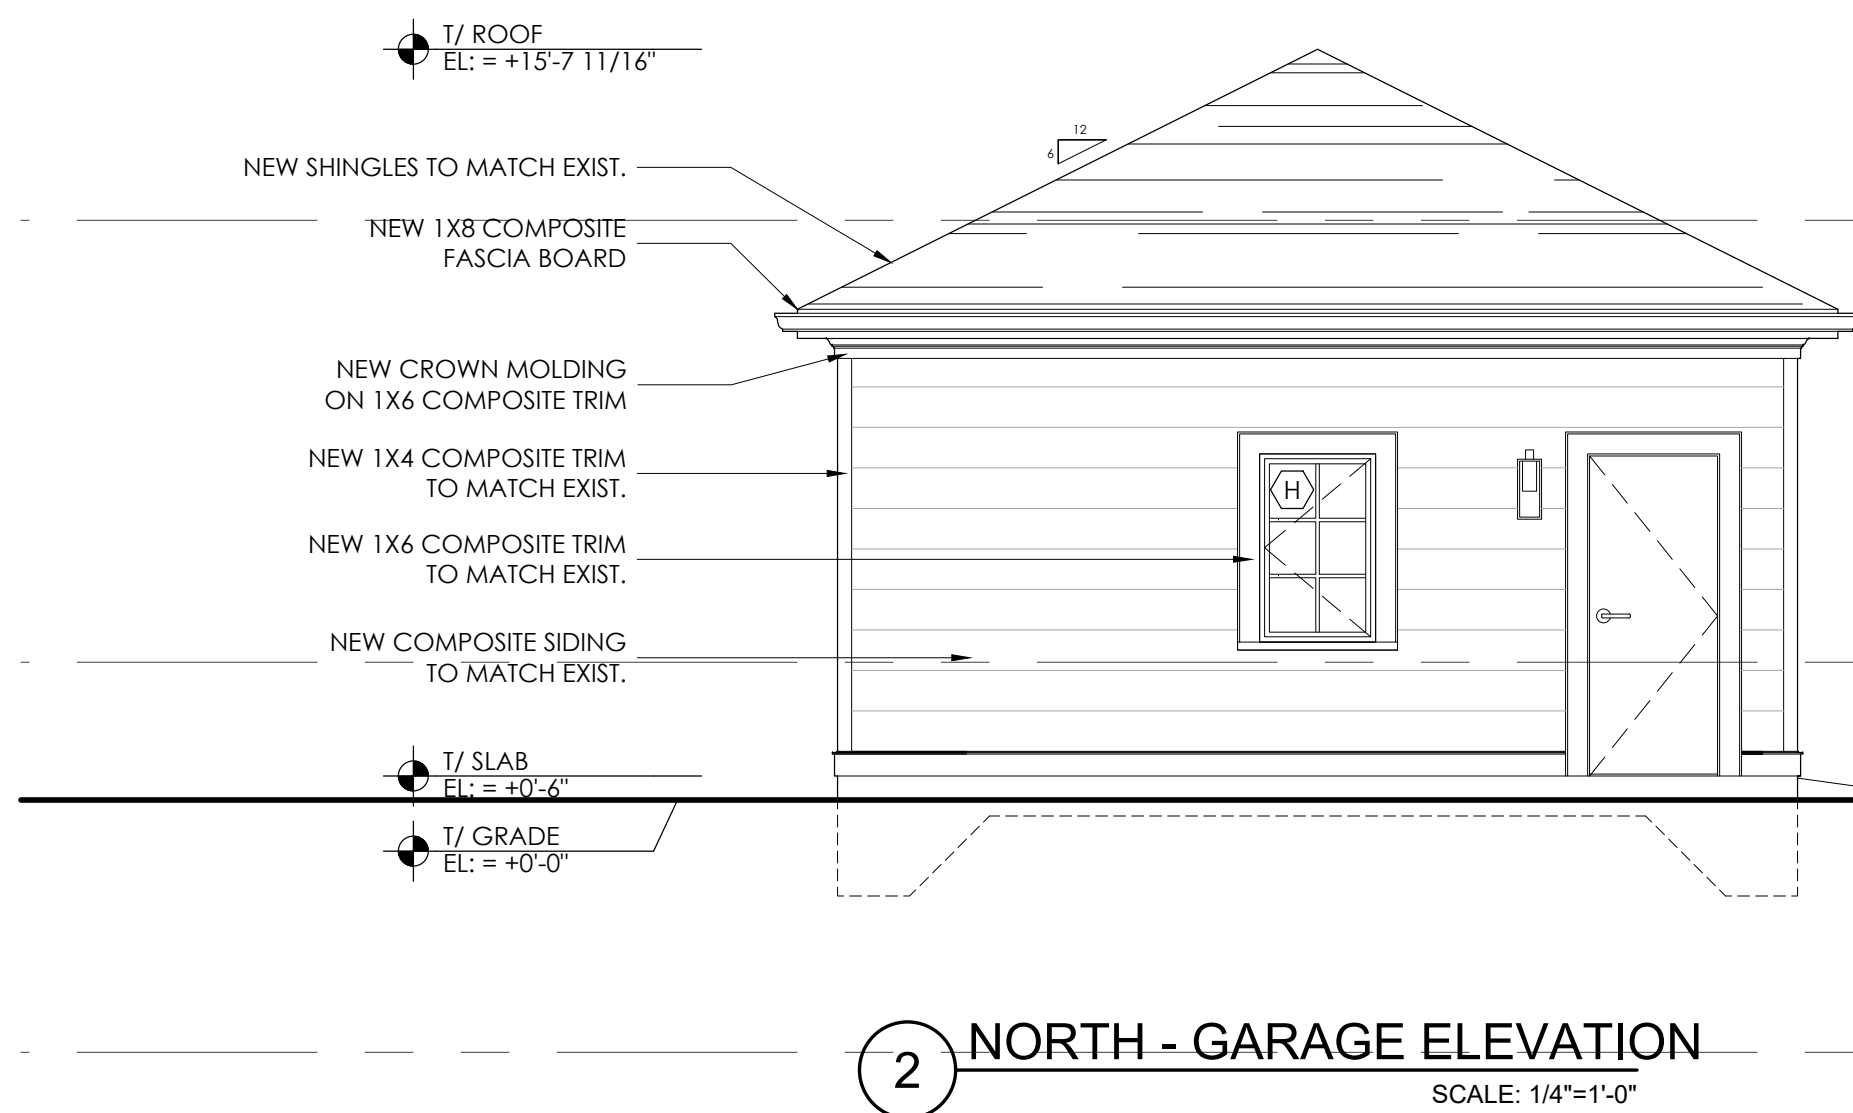 T/ ROOF
EL: = +15'-7 11/16"
12
6
NEW SHINGLES TO MATCH EXIST.
NEW 1X8 COMPOSITE
FASCIA BOARD
NEW CROWN MOLDING
ON 1X6 COMPOSITE TRIM
NEW 1X4 COMPOSITE TRIM
TO MATCH EXIST.
H
NEW 1X6 COMPOSITE TRIM
TO MATCH EXIST.
NEW COMPOSITE SIDING
TO MATCH EXIST.
T/ SLAB
EL: = +0'-6"
T/ GRADE
EL: = +0'-0"
2
NORTH - GARAGE ELEVATION
SCALE: 1/4"=1'-0"